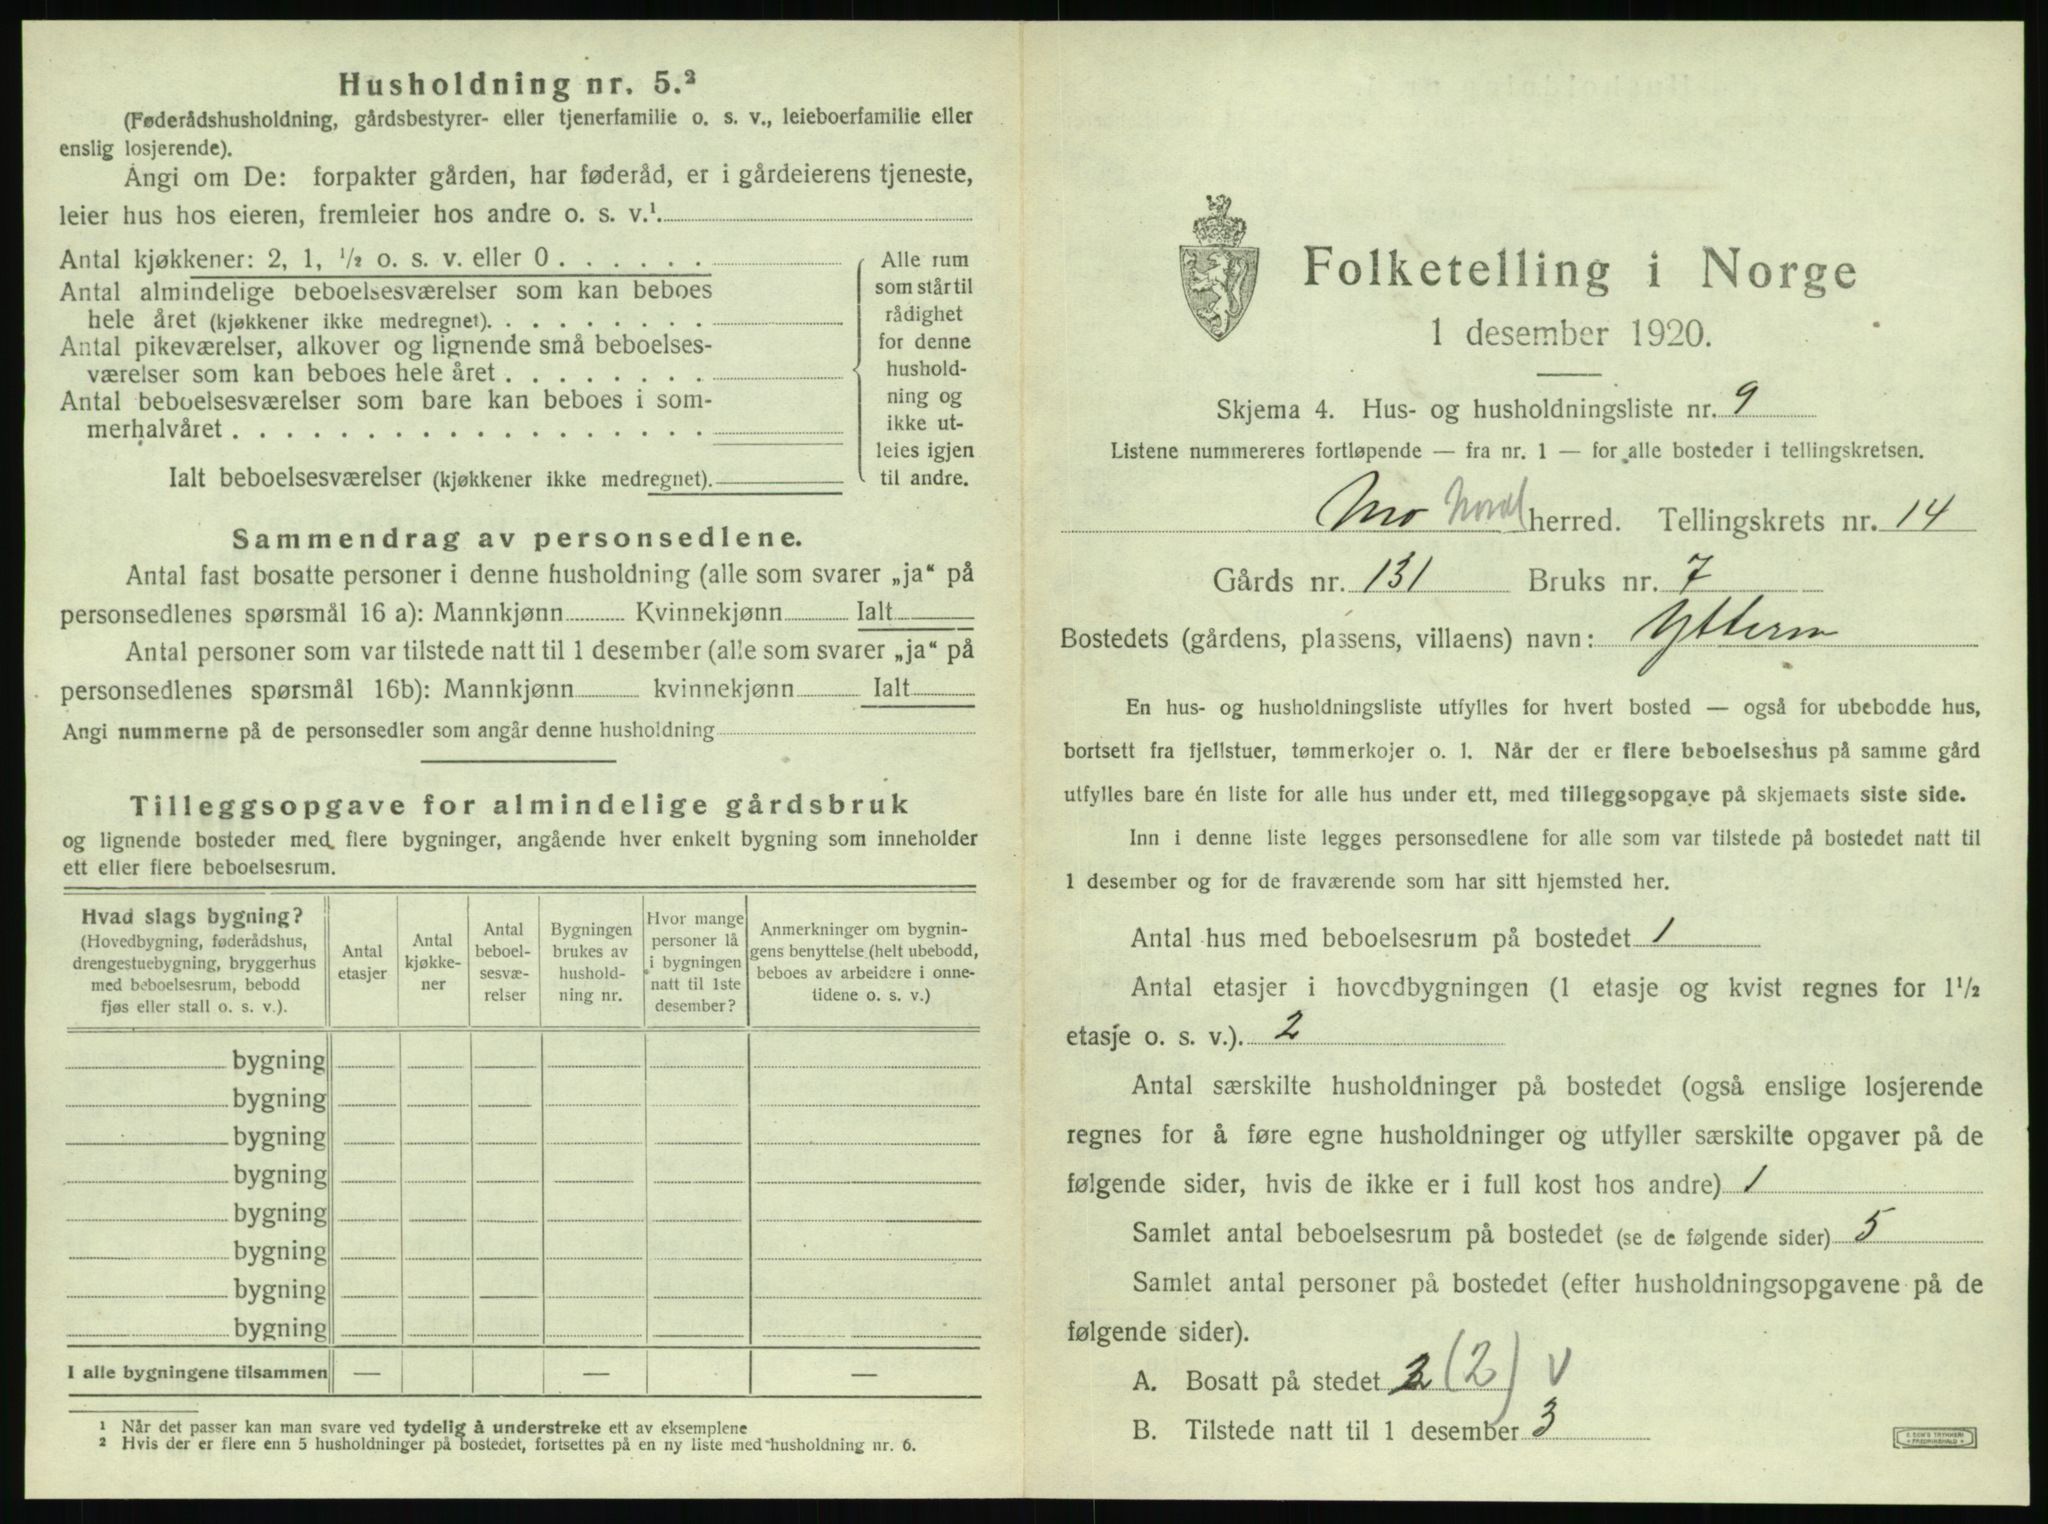 Husholdning nr. 5.²
(Føderådshusholdning, gårdsbestyrer- eller tjenerfamilie o. s. v., leieboerfamilie eller
enslig losjerende).
Angi om De: forpakter gården, har føderåd, er i gårdeierens tjeneste,
leier hus hos eieren, fremleier hos andre o. s. v.¹
Antal kjøkkener: 2, 1, ½ o. s. v. eller 0 . . . . . .
Antal almindelige beboelsesværelser som kan beboes
hele året (kjøkkener ikke medregnet). . . . . . . . .
Antal pikeværelser, alkover og lignende små beboelses-
værelser som kan beboes hele året . . . . . . . .
Antal beboelsesværelser som bare kan beboes i som-
merhalvåret . . . . . . . . . . . . . . . . . .
Ialt beboelsesværelser (kjøkkener ikke medregnet).
Alle rum
som står til
rådighet
for denne
hushold-
ning og
ikke ut-
leies igjen
til andre.
Sammendrag av personsedlene.
Antal fast bosatte personer i denne husholdning (alle som svarer „ja“ på
personsedlenes spørsmål 16 a): Mannkjønn Kvinnekjønn Ialt
Antal personer som var tilstede natt til 1 desember (alle som svarer „ja“ på
personsedlenes spørsmål 16b): Mannkjønn kvinnekjønn Ialt
Angi nummerne på de personsedler som angår denne husholdning
Tilleggsopgave for almindelige gårdsbruk
og lignende bosteder med flere bygninger, angående hver enkelt bygning som inneholder
ett eller flere beboelsesrum.
Hvad slags bygning?
(Hovedbygning, føderådshus,
drengestuebygning, bryggerhus
med beboelsesrum, bebodd
fjøs eller stall o. s. v.).
Antal
etasjer
Antal
kjøkke-
ner
Antal
beboel-
sesvæ-
relser
Bygningen
brukes av
hushold-
ning nr.
Hvor mange
personer lå
i bygningen
natt til 1ste
desember?
Anmerkninger om bygnin-
gens benyttelse (helt ubebodd,
beboes av arbeidere i onne-
tidene o. s. v.)
bygning
bygning
bygning
bygning
bygning
bygning
bygning
bygning
I alle bygningene tilsammen — — —
¹ Når det passer kan man svare ved tydelig å understreke ett av eksemplene
² Hvis der er flere enn 5 husholdninger på bostedet, fortsettes på en ny liste med husholdning nr. 6.
Folketelling i Norge
1 desember 1920.
Skjema 4. Hus- og husholdningsliste nr. 9
Listene nummereres fortløpende — fra nr. 1 — for alle bosteder i tellingskretsen.
Mo Nordl herred. Tellingskrets nr. 14
Gårds nr. 131 Bruks nr. 7
Bostedets (gårdens, plassens, villaens) navn: Ytteren
En hus- og husholdningsliste utfylles for hvert bosted — også for ubebodde hus,
bortsett fra fjellstuer, tømmerkojer o. l. Når der er flere beboelseshus på samme gård
utfylles bare én liste for alle hus under ett, med tilleggsopgave på skjemaets siste side.
Inn i denne liste legges personsedlene for alle som var tilstede på bostedet natt til
1 desember og for de fraværende som har sitt hjemsted her.
Antal hus med beboelsesrum på bostedet 1
Antal etasjer i hovedbygningen (1 etasje og kvist regnes for 1½
etasje o. s. v.). 2
Antal særskilte husholdninger på bostedet (også enslige losjerende
regnes for å føre egne husholdninger og utfyller særskilte opgaver på de
følgende sider, hvis de ikke er i full kost hos andre) 1
Samlet antal beboelsesrum på bostedet (se de følgende sider) 5
Samlet antal personer på bostedet (efter husholdningsopgavene på de
følgende sider).
A. Bosatt på stedet 2 (2) v
B. Tilstede natt til 1 desember 3